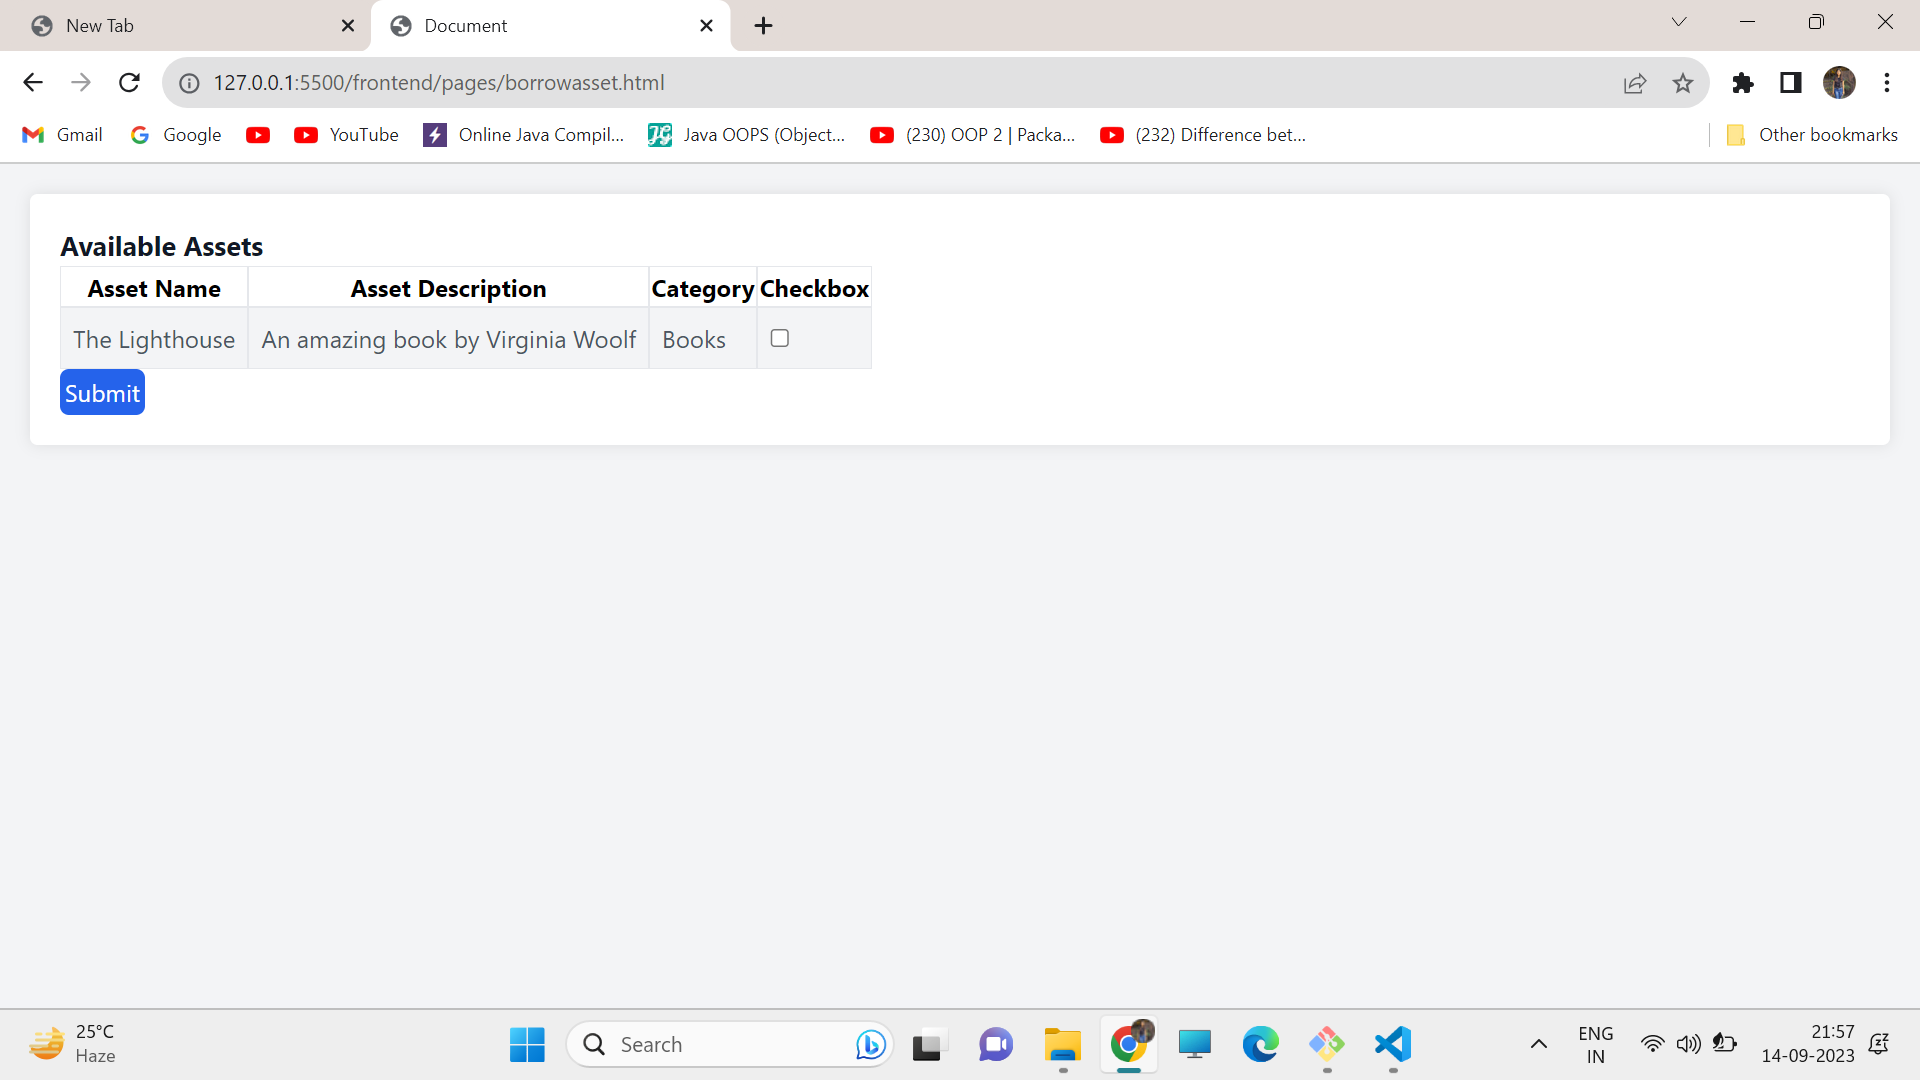 New Tab
Document
127.0.0.1:5500/frontend/pages/borrowasset.html
Gmail
Google
YouTube
Online Java Compil...
Java OOPS (Object...
(230) OOP 2 | Packa...
(232) Difference bet...
Other bookmarks
Available Assets
Asset Name Asset Description Category Checkbox
The Lighthouse An amazing book by Virginia Woolf Books
Submit
25°C
Haze
Search
ENG
IN
21:57
14-09-2023